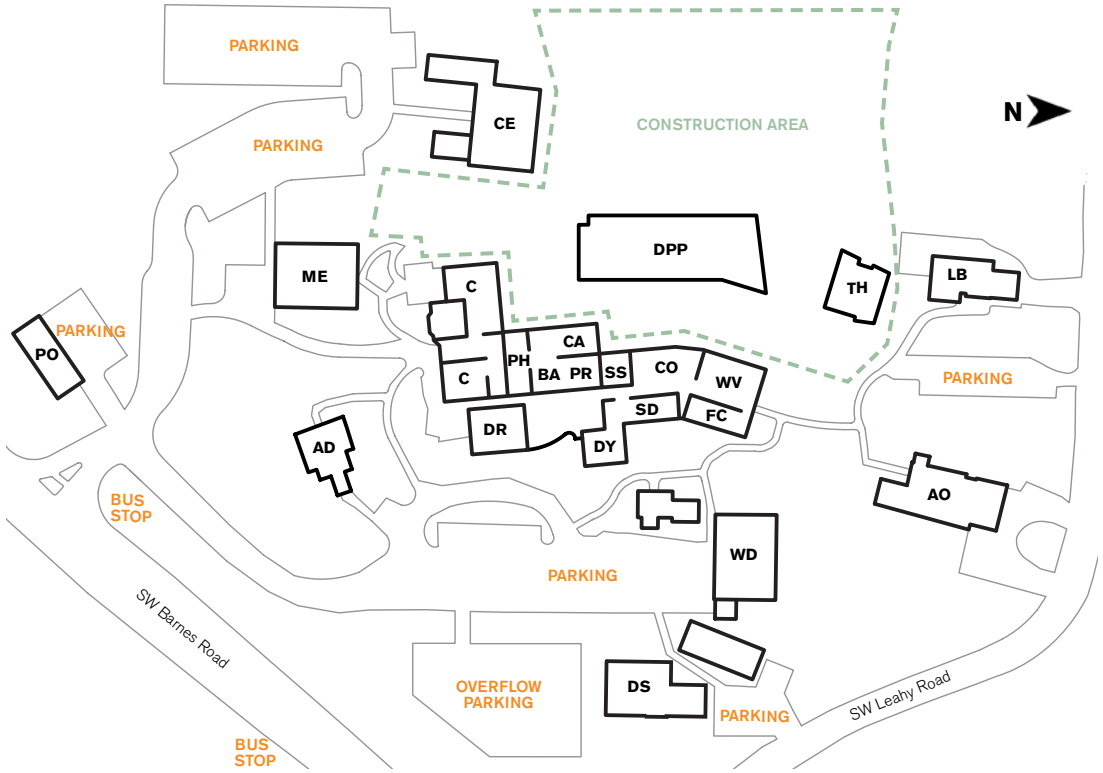 PARKING
CE
CONSTRUCTION AREA
N
PARKING
DPP
ME
C
TH
LB
PARKING
PO
CA
PH
BA
PR
SS
CO
WV
C
PARKING
SD
FC
DR
DY
AD
AO
BUS
STOP
WD
PARKING
SW Barnes Road
OVERFLOW
PARKING
DS
SW Leahy Road
PARKING
BUS
STOP